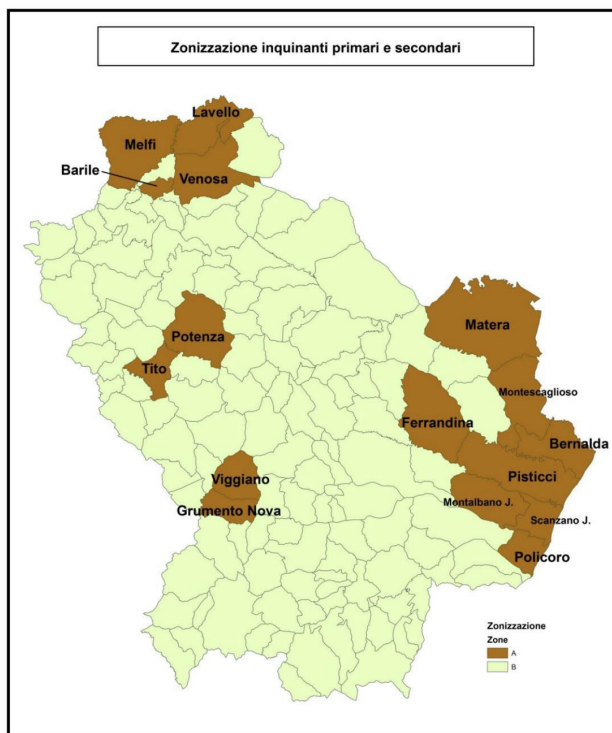 Zonizzazione inquinanti primari e secondari
Lavello
Melfi
Barile
Venosa
Matera
Potenza
Tito
Montescaglioso
Ferrandina
Bernalda
Viggiano
Pisticci
Grumento Nova
Montalbano J.
Scanzano J.
Policoro
Zonizzazione
Zone
A
B